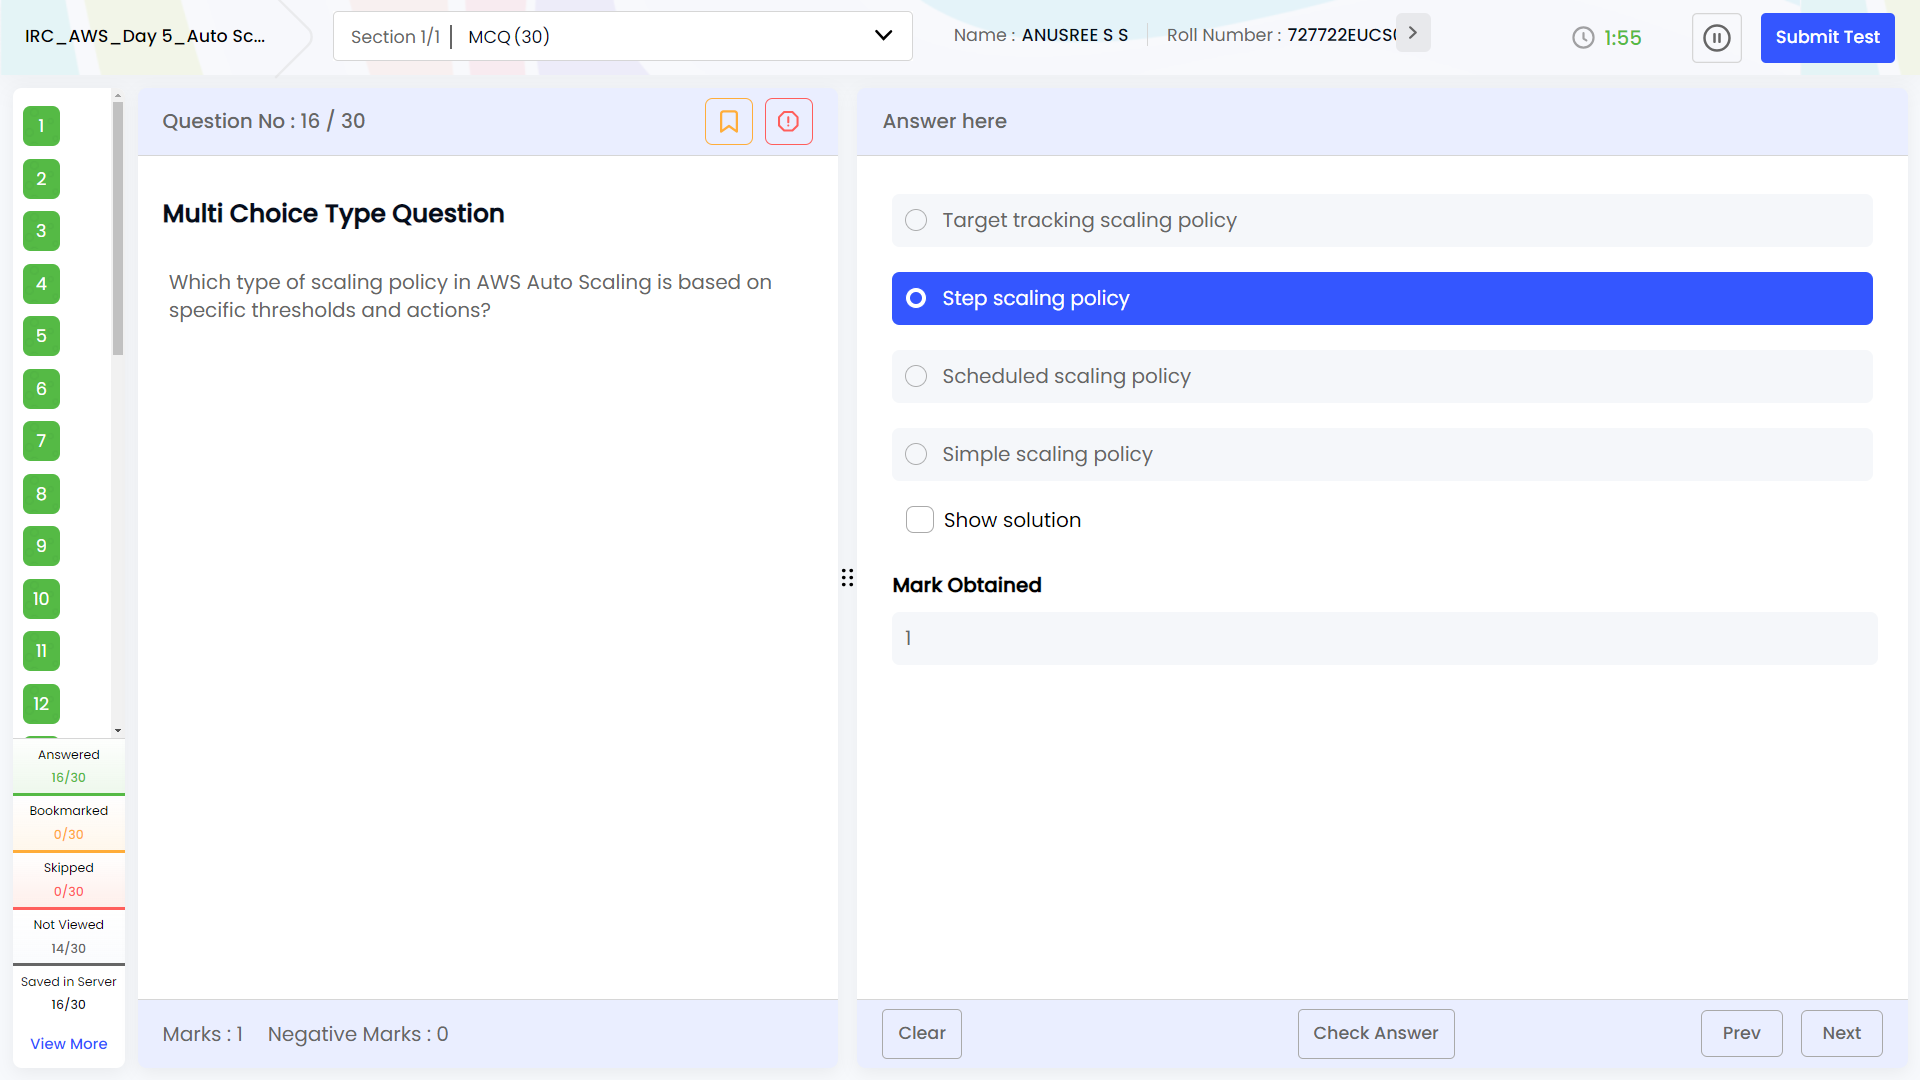 IRC_AWS_Day 5_Auto Sc...
Section 1/1 | MCQ (30)
Name : ANUSREE S S
Roll Number : 727722EUCS
1:55
Submit Test
1
2
3
4
5
6
7
8
9
10
11
12
Answered
16/30
Bookmarked
0/30
Skipped
0/30
Not Viewed
14/30
Saved in Server
16/30
View More
Question No : 16 / 30
Multi Choice Type Question
Which type of scaling policy in AWS Auto Scaling is based on
specific thresholds and actions?
Marks : 1 Negative Marks : 0
Answer here
Target tracking scaling policy
Step scaling policy
Scheduled scaling policy
Simple scaling policy
Show solution
Mark Obtained
1
Clear
Check Answer
Prev
Next